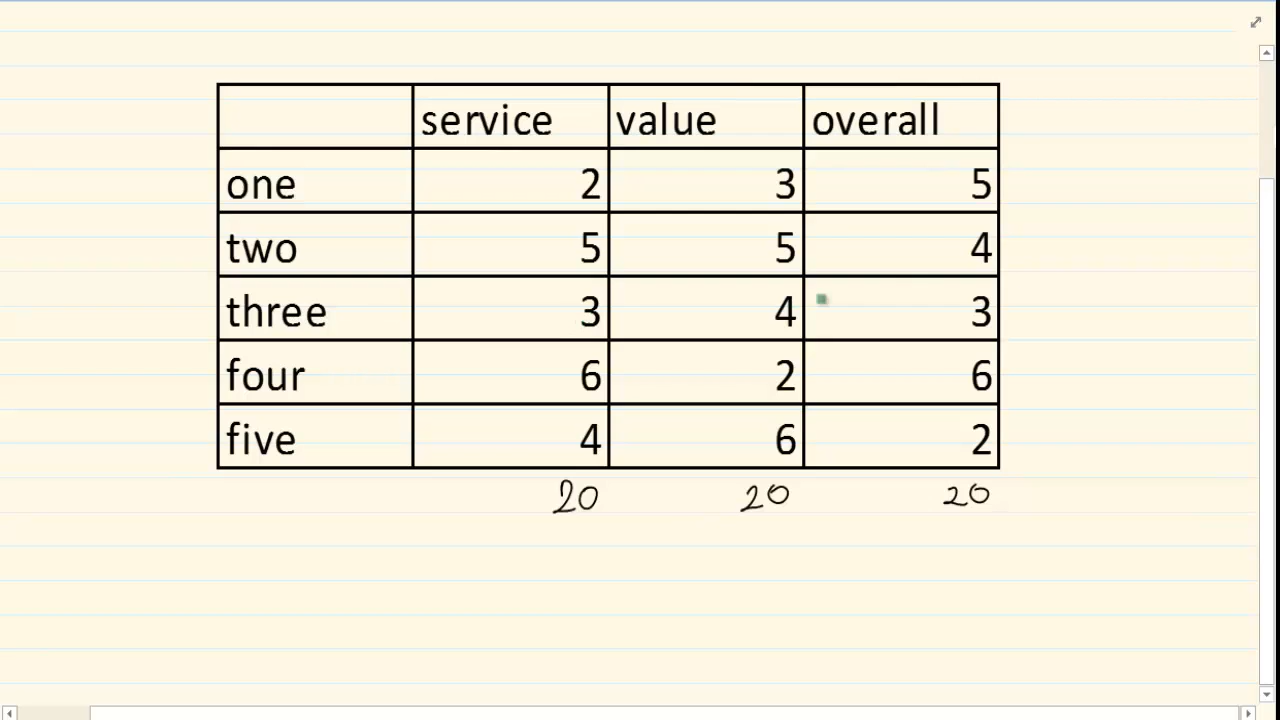 service value overall
one 2 3 5
two 5 5 4
three 3 4 3
four 6 2 6
five 4 6 2
20 20 20